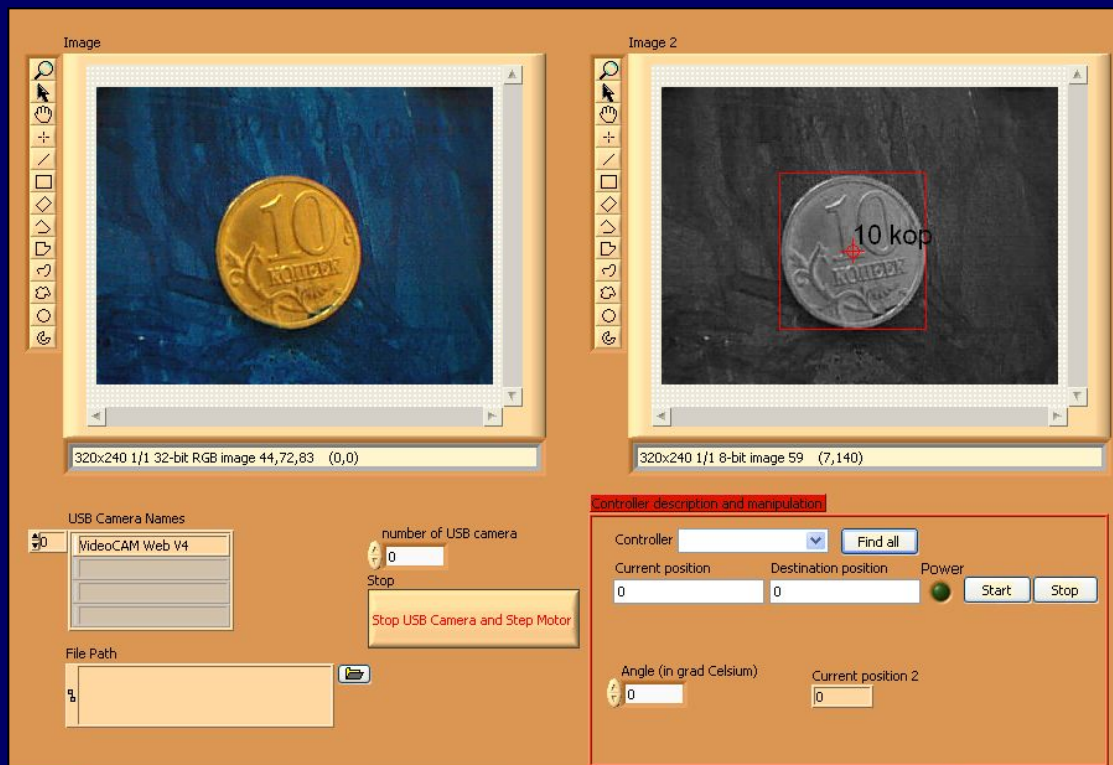 Image
10
КОПЕЕК
320x240 1/1 32-bit RGB image 44,72,83 (0,0)
Image 2
10
КОПЕЕК
10 kop
320x240 1/1 8-bit image 59 (7,140)
USB Camera Names
0
VideoCAM Web V4
number of USB camera
0
Stop
Stop USB Camera and Step Motor
File Path
Controller description and manipulation
Controller
Find all
Current position
Destination position
Power
0
0
Start
Stop
Angle (in grad Celsium)
0
Current position 2
0